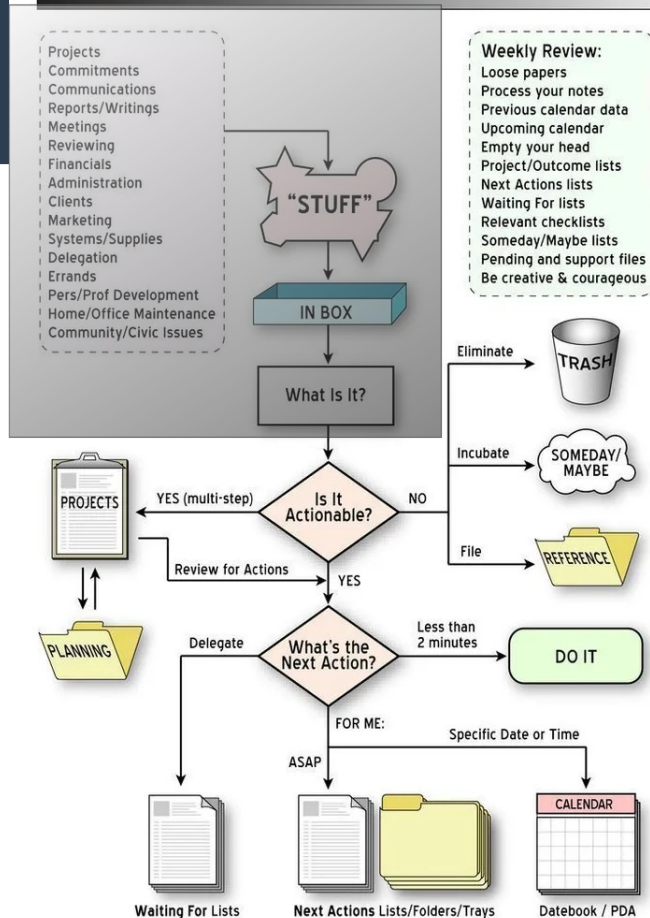 Projects
Commitments
Communications
Reports/Writings
Meetings
Reviewing
Financials
Administration
Clients
Marketing
Systems/Supplies
Delegation
Errands
Pers/Prof Development
Home/Office Maintenance
Community/Civic Issues
"STUFF"
IN BOX
What Is It?
Weekly Review:
Loose papers
Process your notes
Previous calendar data
Upcoming calendar
Empty your head
Project/Outcome lists
Next Actions lists
Waiting For lists
Relevant checklists
Someday/Maybe lists
Pending and support files
Be creative & courageous
Eliminate
TRASH
Incubate
SOMEDAY/
MAYBE
File
REFERENCE
PROJECTS
YES (multi-step)
Is It
Actionable?
NO
Review for Actions
YES
PLANNING
Delegate
What's the
Next Action?
Less than
2 minutes
DO IT
FOR ME:
Specific Date or Time
ASAP
CALENDAR
Waiting For Lists
Next Actions Lists/Folders/Trays
Datebook / PDA